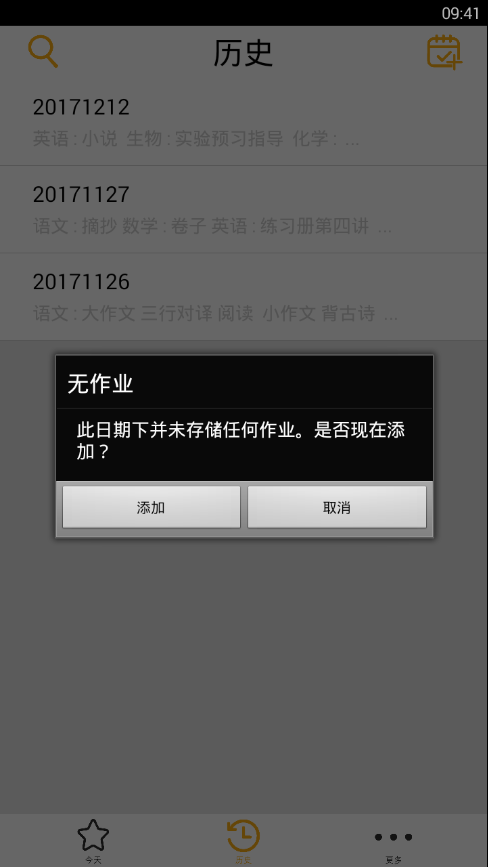 09:41
历史
20171212
英语 : 小说  生物 : 实验预习指导  化学 :  ...
20171127
语文 : 摘抄 数学 : 卷子 英语 : 练习册第四讲  ...
20171126
语文 : 大作文 三行对译 阅读  小作文 背古诗  ...
无作业
此日期下并未存储任何作业。是否现在添
加？
添加
取消
今天
历史
更多